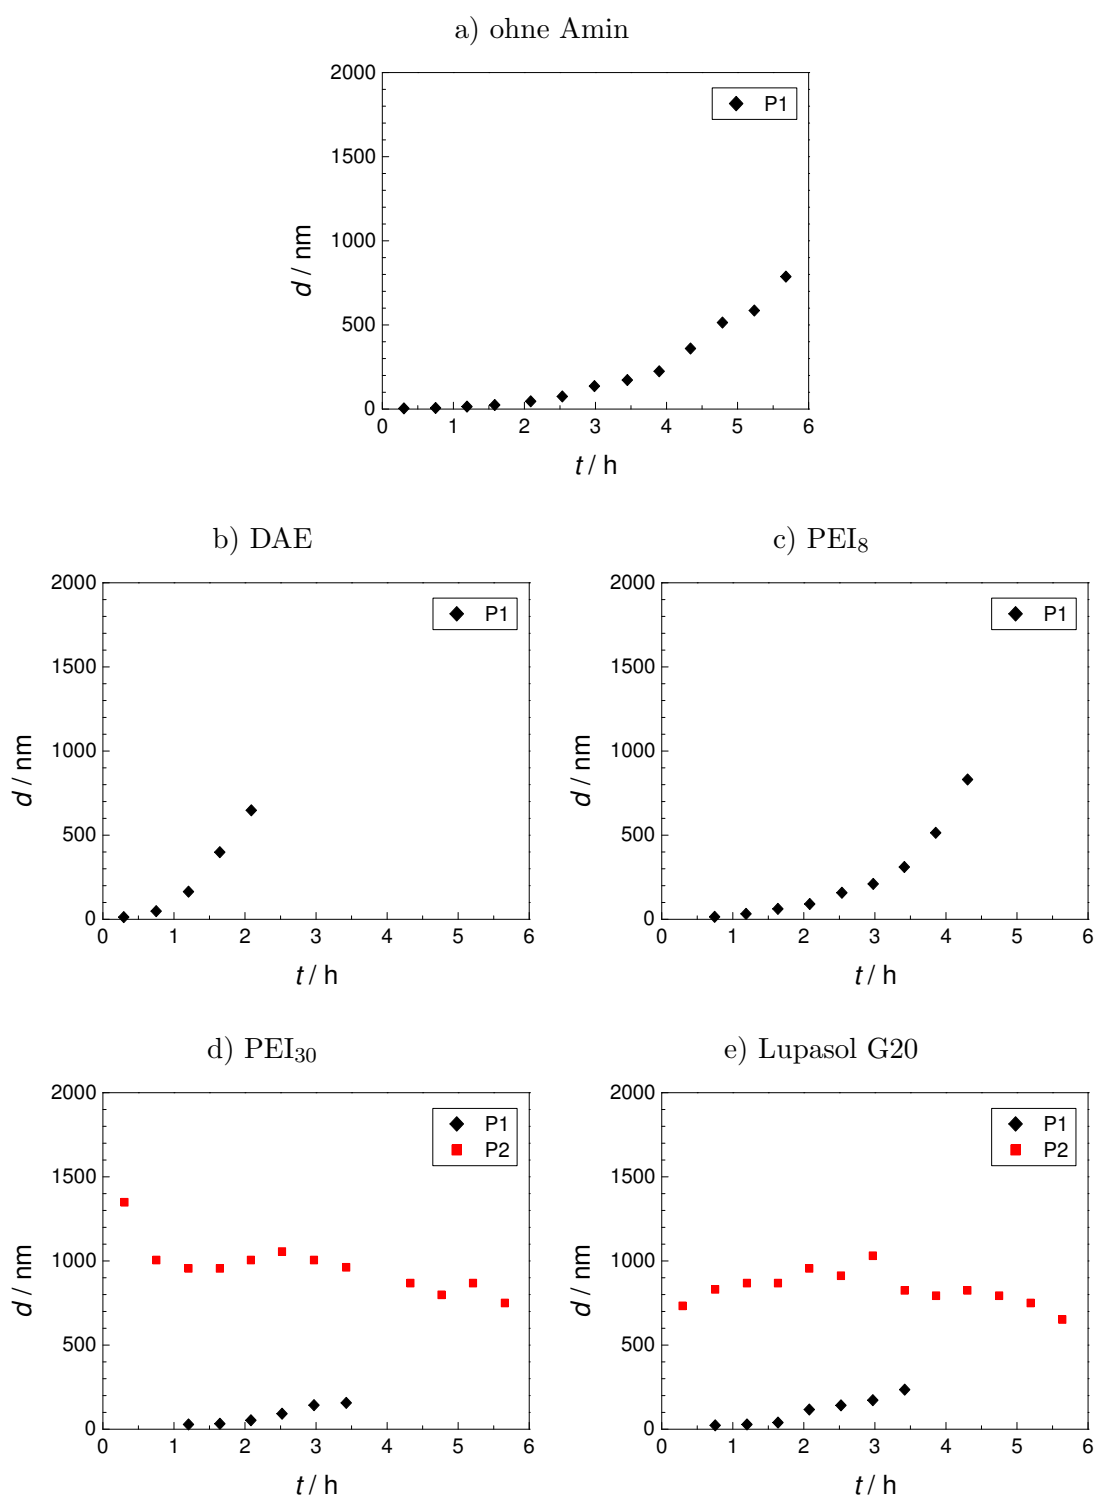 a) ohne Amin
2000
1500
1000
500
0
d / nm
P1
0 1 2 3 4 5 6
t / h
b) DAE
2000
1500
1000
500
0
d / nm
P1
0 1 2 3 4 5 6
t / h
c) PEI₈
2000
1500
1000
500
0
d / nm
P1
0 1 2 3 4 5 6
t / h
d) PEI₃₀
2000
1500
1000
500
0
d / nm
P1
P2
0 1 2 3 4 5 6
t / h
e) Lupasol G20
2000
1500
1000
500
0
d / nm
P1
P2
0 1 2 3 4 5 6
t / h